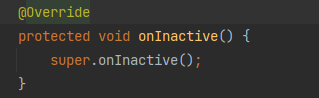 @Override
protected void onInactive() {
super.onInactive();
}